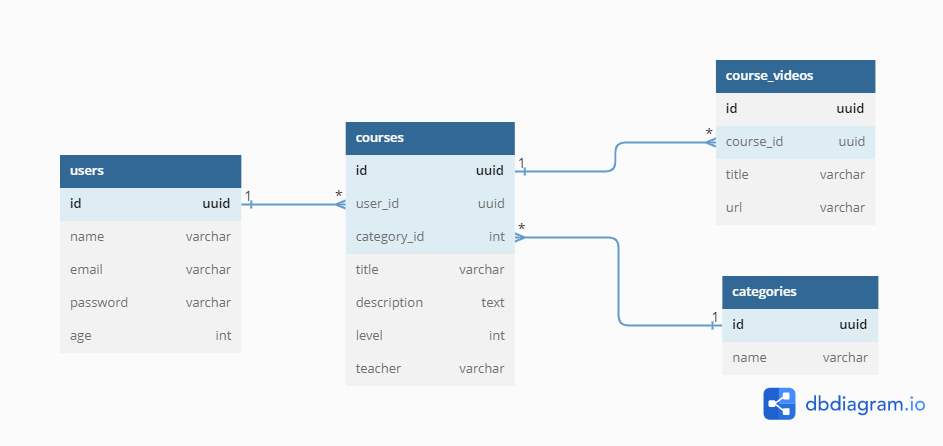 users
id uuid
name varchar
email varchar
password varchar
age int
1 *
courses
id uuid
user_id uuid
category_id int
title varchar
description text
level int
teacher varchar
1 *
* 1
course_videos
id uuid
course_id uuid
title varchar
url varchar
categories
id uuid
name varchar
dbdiagram.io